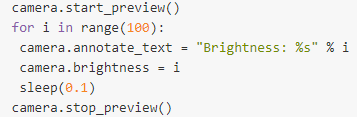 camera.start_preview()
for i in range(100):
 camera.annotate_text = "Brightness: %s" % i
 camera.brightness = i
 sleep(0.1)
camera.stop_preview()